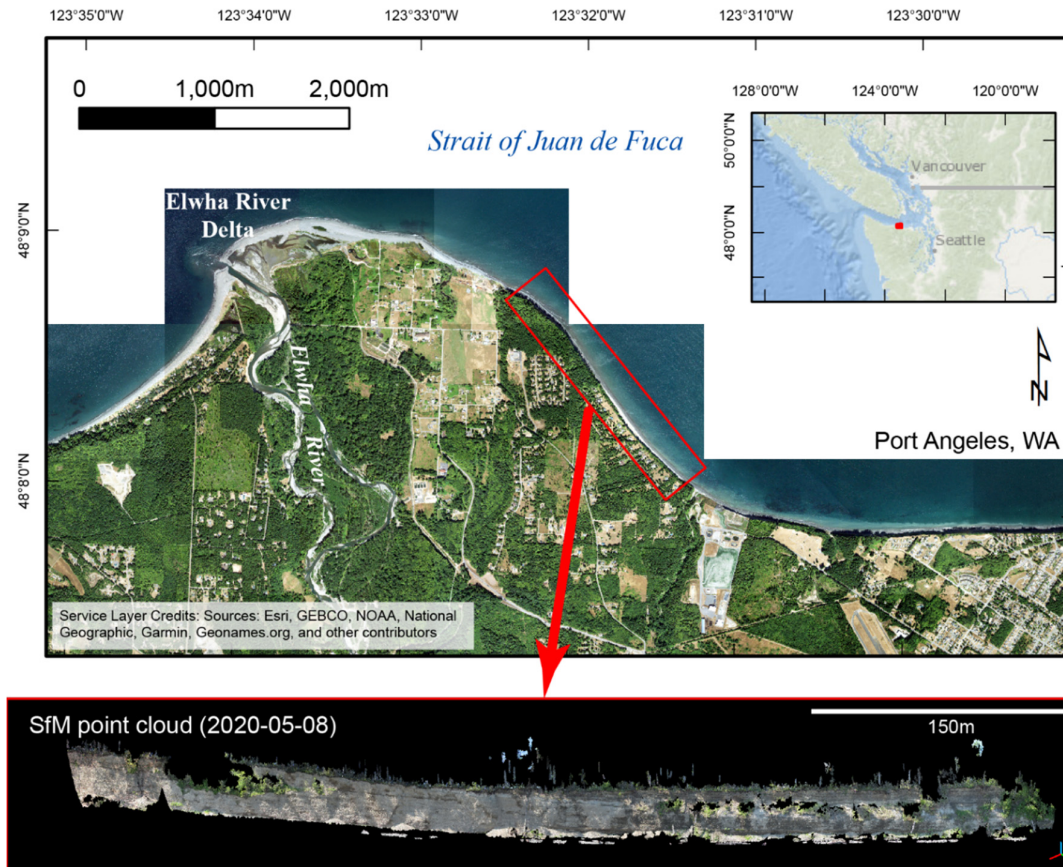 123°35'0"W 123°34'0"W 123°33'0"W 123°32'0"W 123°31'0"W 123°30'0"W
0 1,000m 2,000m
128°0'0"W 124°0'0"W 120°0'0"W
50°0'0"N
48°0'0"N
Vancouver
Seattle
Strait of Juan de Fuca
48°9'0"N
48°8'0"N
Elwha River
Delta
Elwha
River
N
Port Angeles, WA
Service Layer Credits: Sources: Esri, GEBCO, NOAA, National
Geographic, Garmin, Geonames.org, and other contributors
SfM point cloud (2020-05-08)
150m